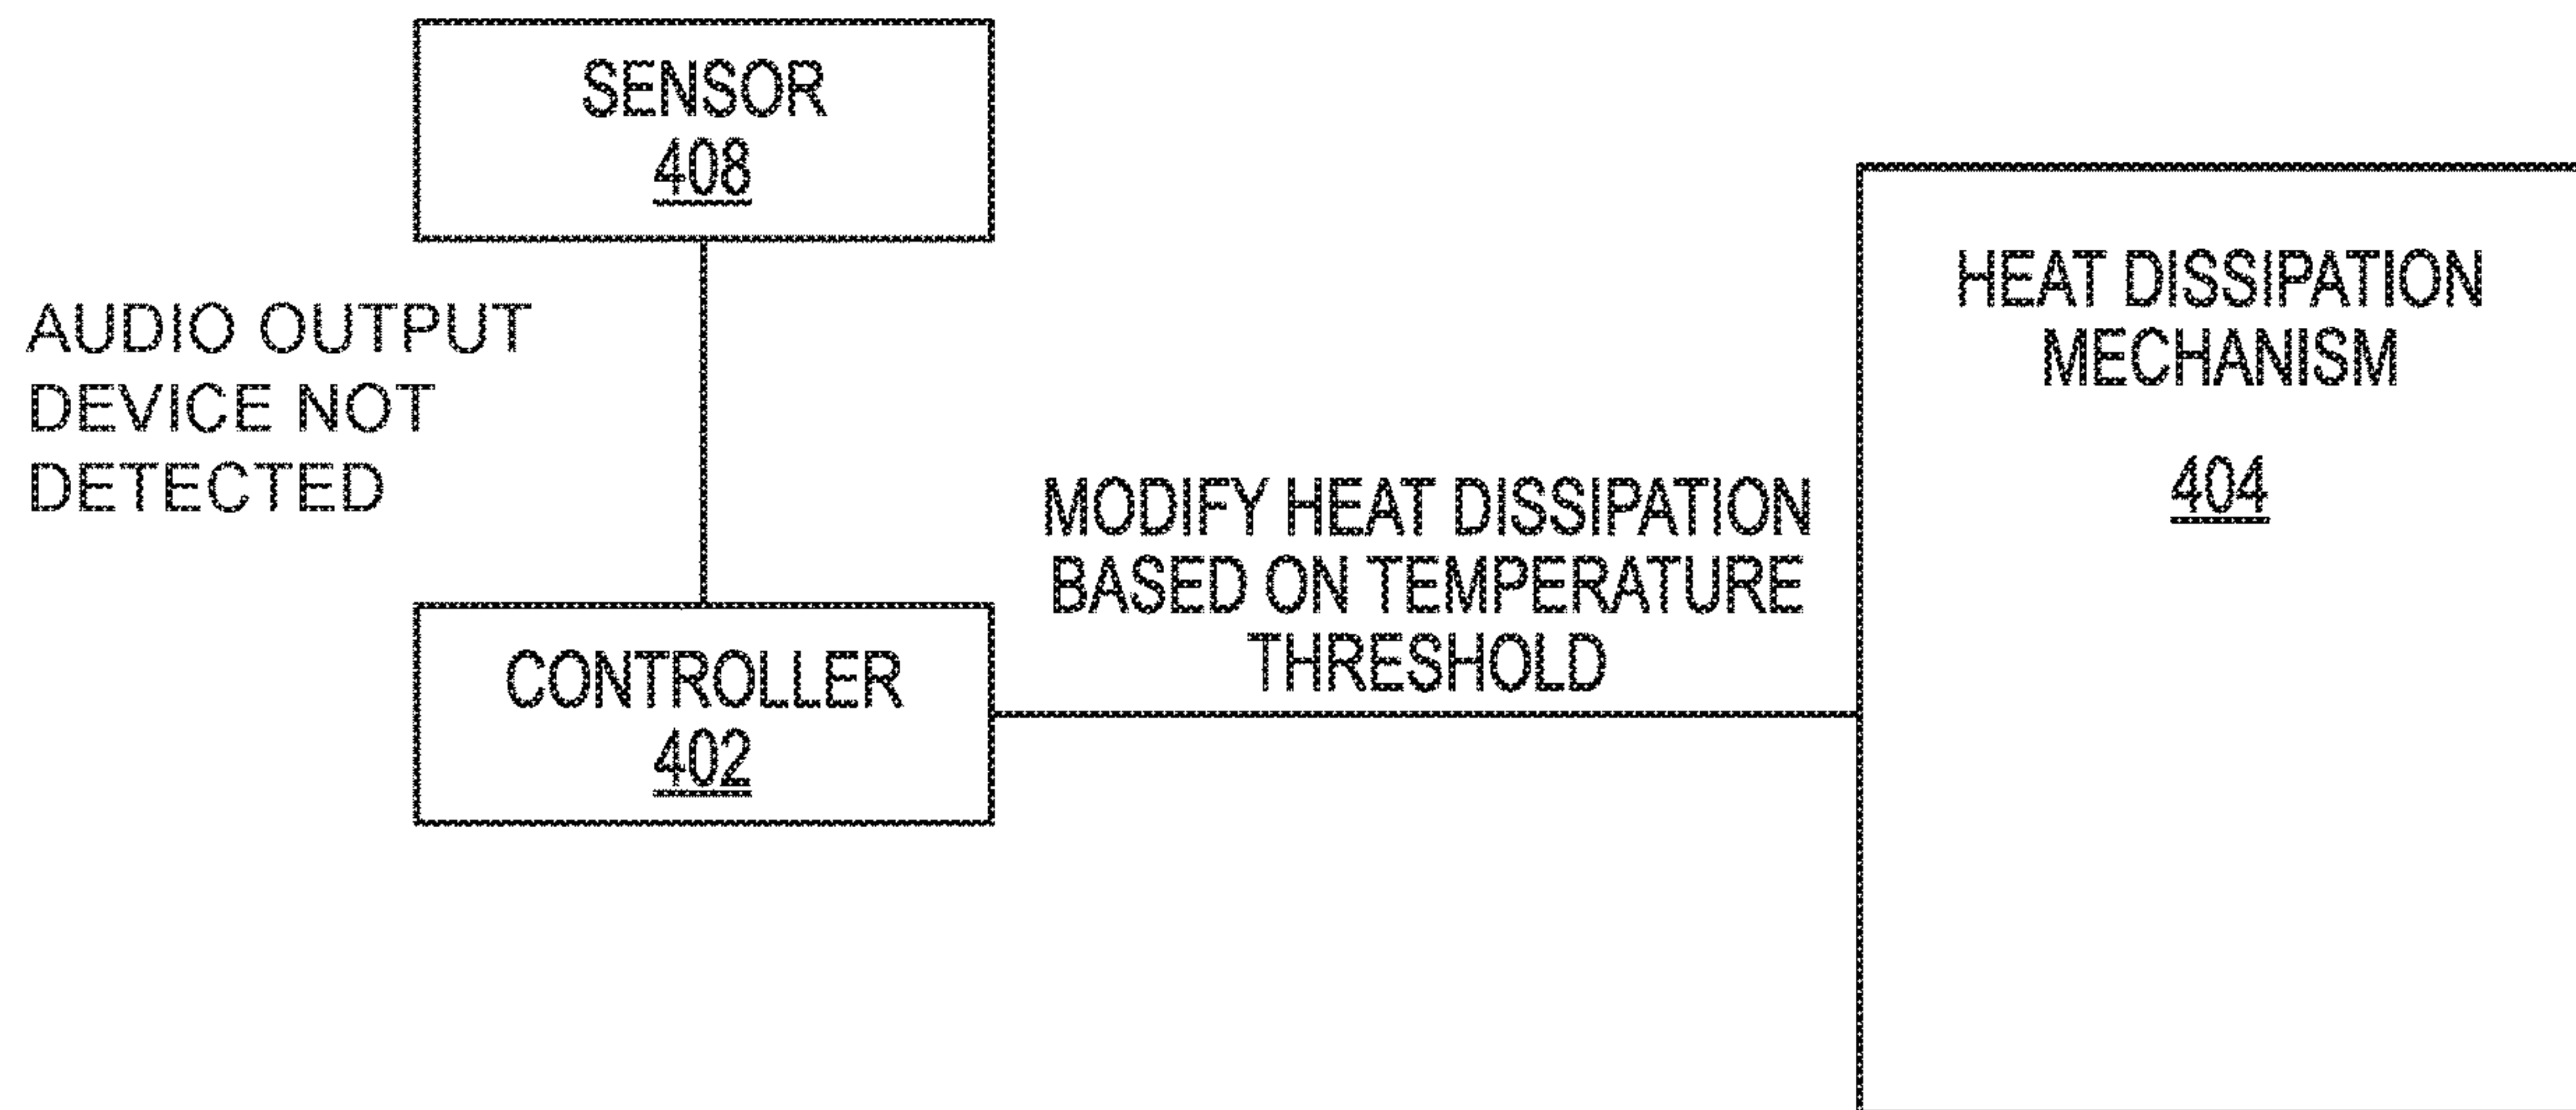 SENSOR
408
AUDIO OUTPUT
DEVICE NOT
DETECTED
HEAT DISSIPATION
MECHANISM
404
MODIFY HEAT DISSIPATION
BASED ON TEMPERATURE
THRESHOLD
CONTROLLER
402